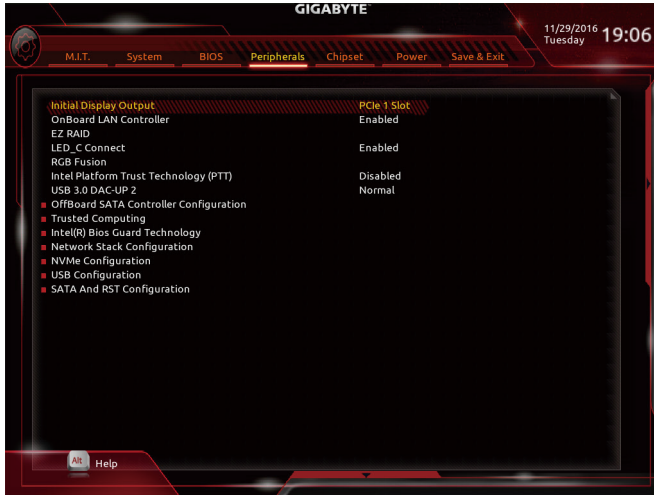 GIGABYTE
11/29/2016 19:06
Tuesday
M.I.T. System BIOS Peripherals Chipset Power Save & Exit
Initial Display Output PCIe 1 Slot
OnBoard LAN Controller Enabled
EZ RAID
LED_C Connect Enabled
RGB Fusion
Intel Platform Trust Technology (PTT) Disabled
USB 3.0 DAC-UP 2 Normal
OffBoard SATA Controller Configuration
Trusted Computing
Intel(R) Bios Guard Technology
Network Stack Configuration
NVMe Configuration
USB Configuration
SATA And RST Configuration
Alt Help